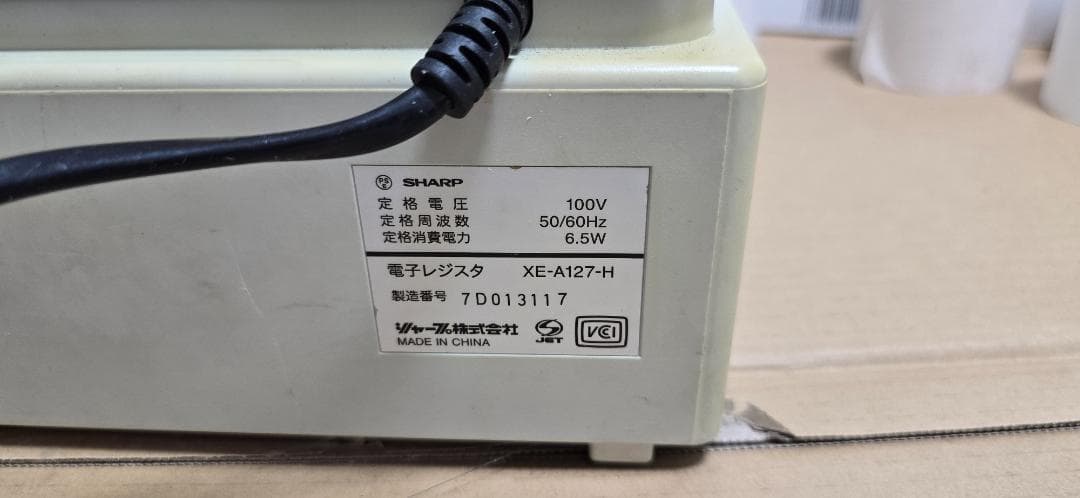 PS E SHARP
定格電圧 100V
定格周波数 50/60Hz
定格消費電力 6.5W
電子レジスタ XE-A127-H
製造番号 7D013117
シャープ株式会社 JET VCCI
MADE IN CHINA